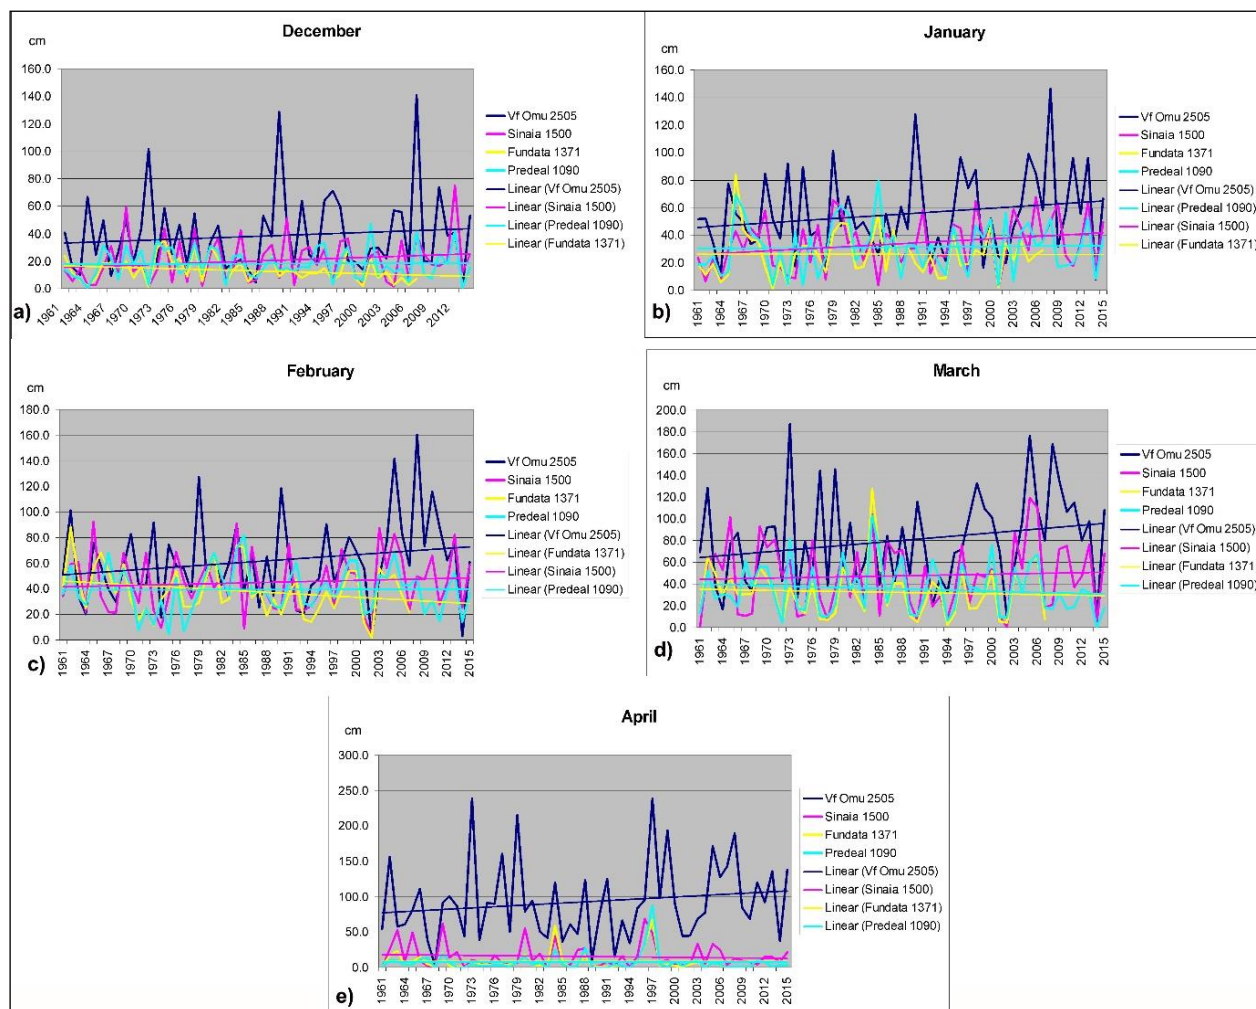 December
cm
160.0
140.0
120.0
100.0
80.0
60.0
40.0
20.0
0.0
1961
1964
1967
1970
1973
1976
1979
1982
1985
1988
1991
1994
1997
2000
2003
2006
2009
2012
Vf Omu 2505
Sinaia 1500
Fundata 1371
Predeal 1090
Linear (Vf Omu 2505)
Linear (Sinaia 1500)
Linear (Predeal 1090)
Linear (Fundata 1371)
a)
January
cm
160.0
140.0
120.0
100.0
80.0
60.0
40.0
20.0
0.0
1961
1964
1967
1970
1973
1976
1979
1982
1985
1988
1991
1994
1997
2000
2003
2006
2009
2012
2015
Vf Omu 2505
Sinaia 1500
Fundata 1371
Predeal 1090
Linear (Vf Omu 2505)
Linear (Predeal 1090)
Linear (Sinaia 1500)
Linear (Fundata 1371)
b)
February
cm
180.0
160.0
140.0
120.0
100.0
80.0
60.0
40.0
20.0
0.0
1961
1964
1967
1970
1973
1976
1979
1982
1985
1988
1991
1994
1997
2000
2003
2006
2009
2012
2015
Vf Omu 2505
Sinaia 1500
Fundata 1371
Predeal 1090
Linear (Vf Omu 2505)
Linear (Fundata 1371)
Linear (Sinaia 1500)
Linear (Predeal 1090)
c)
March
cm
200.0
180.0
160.0
140.0
120.0
100.0
80.0
60.0
40.0
20.0
0.0
1961
1964
1967
1970
1973
1976
1979
1982
1985
1988
1991
1994
1997
2000
2003
2006
2009
2012
2015
Vf Omu 2505
Sinaia 1500
Fundata 1371
Predeal 1090
Linear (Vf Omu 2505)
Linear (Sinaia 1500)
Linear (Fundata 1371
Linear (Predeal 1090)
d)
April
cm
300.0
250.0
200.0
150.0
100.0
50.0
0.0
1961
1964
1967
1970
1973
1976
1979
1982
1985
1988
1991
1994
1997
2000
2003
2006
2009
2012
2015
Vf Omu 2505
Sinaia 1500
Fundata 1371
Predeal 1090
Linear (Vf Omu 2505)
Linear (Sinaia 1500)
Linear (Fundata 1371)
Linear (Predeal 1090)
e)